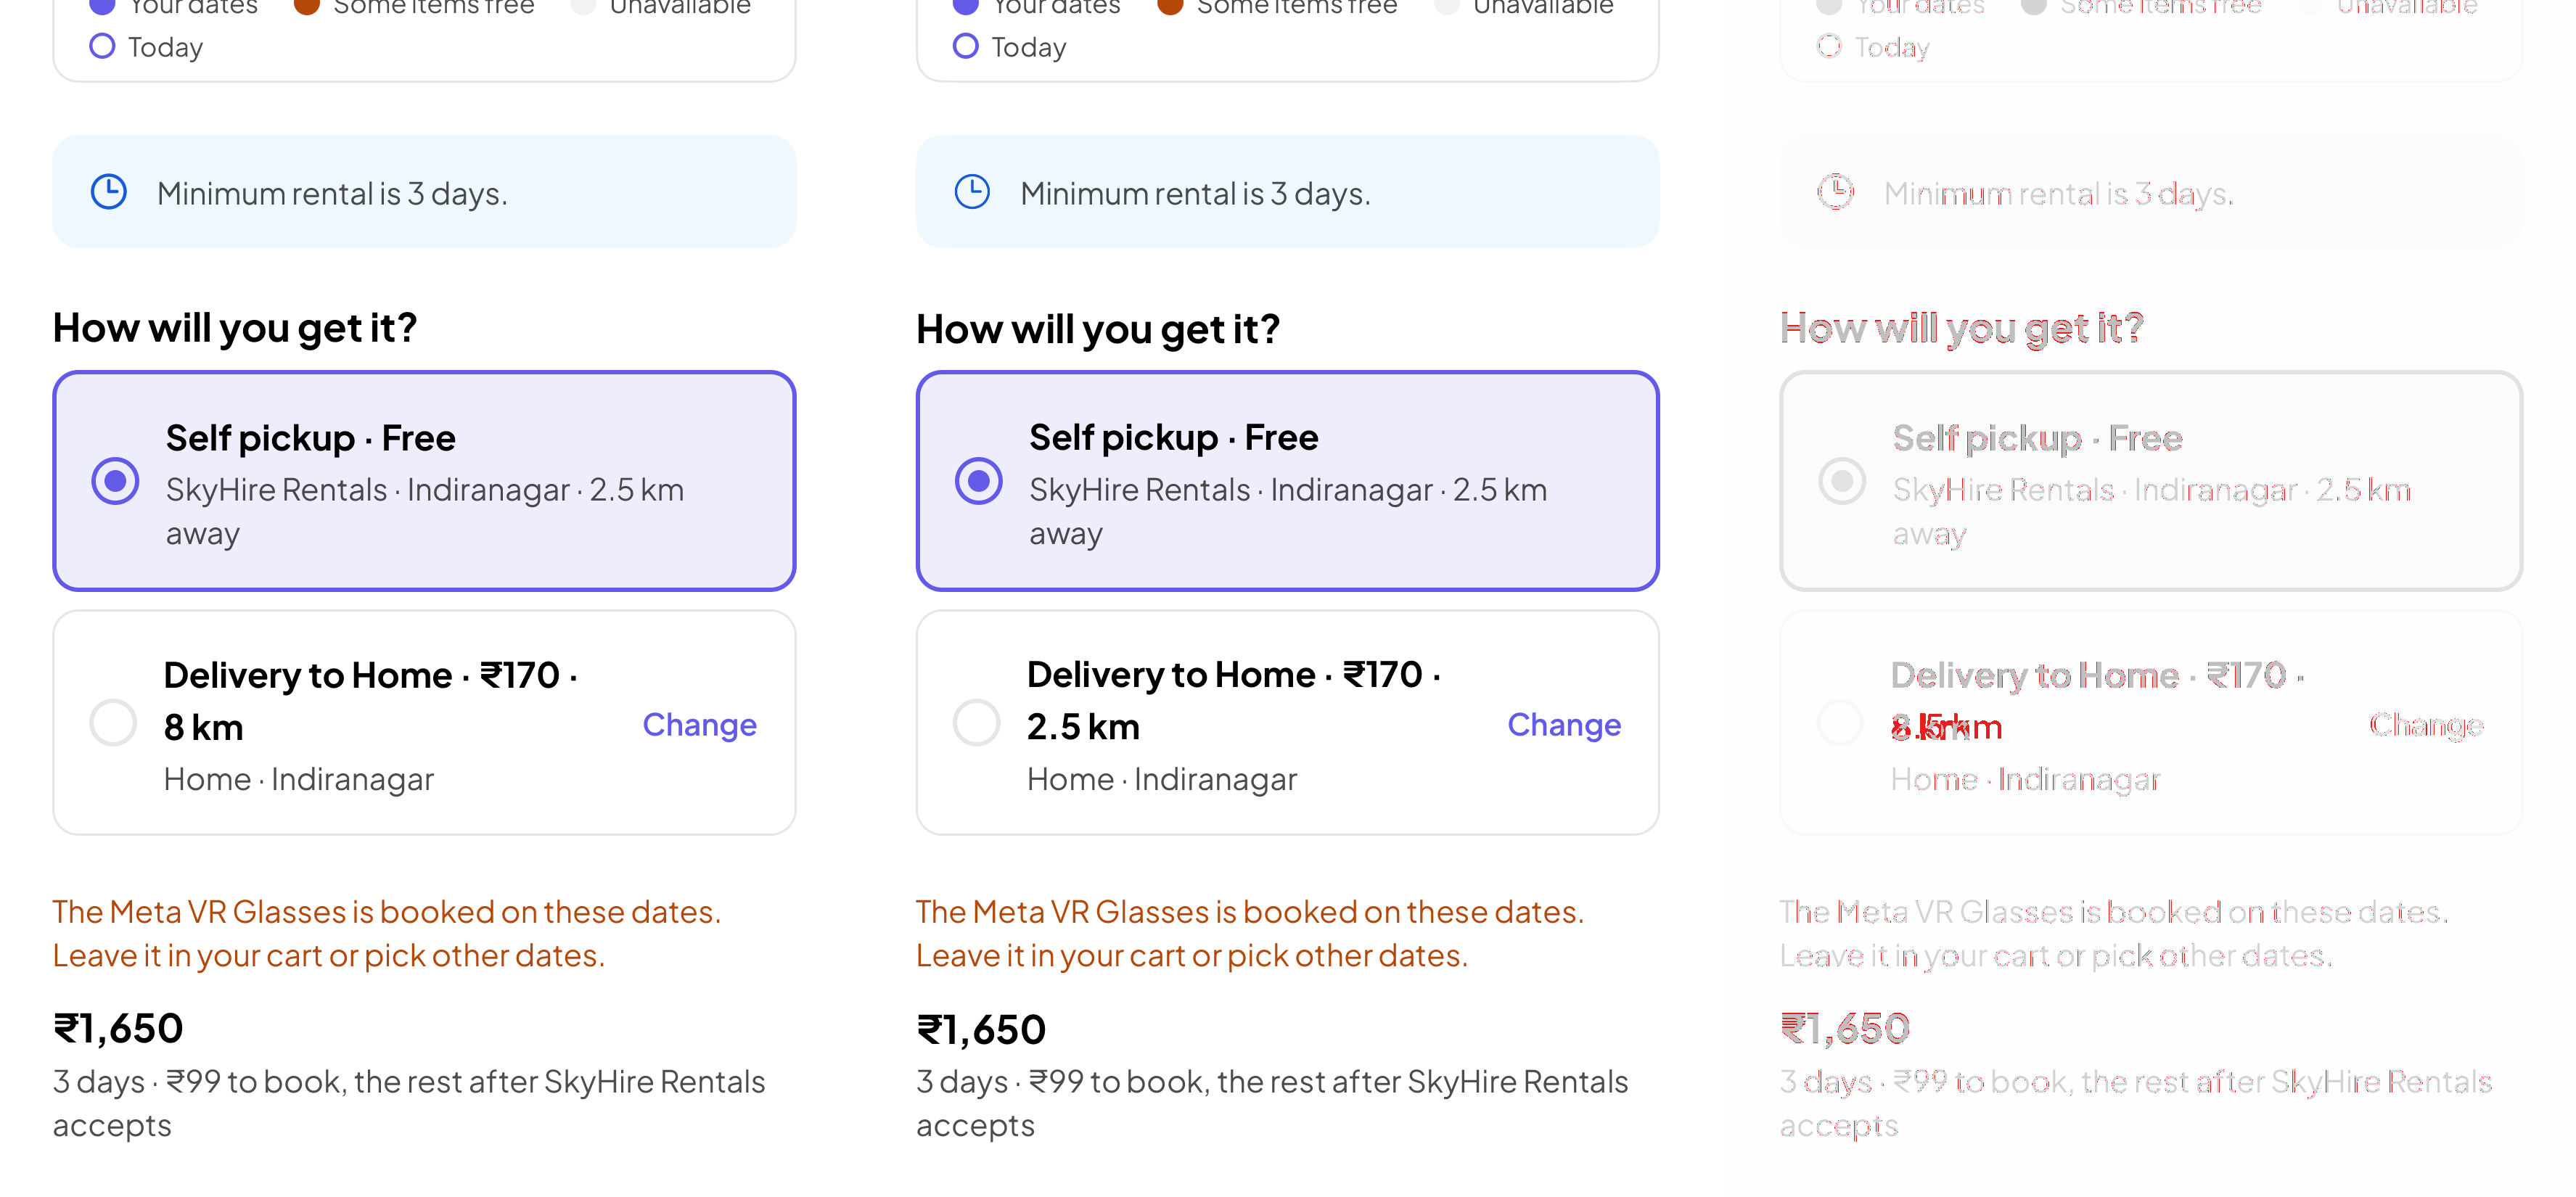 Your dates Some items free Unavailable
Today
Minimum rental is 3 days.
How will you get it?
Self pickup · Free
SkyHire Rentals · Indiranagar · 2.5 km
away
Delivery to Home · ₹170 ·
8 km
Change
Home · Indiranagar
The Meta VR Glasses is booked on these dates.
Leave it in your cart or pick other dates.
₹1,650
3 days · ₹99 to book, the rest after SkyHire Rentals
accepts
Your dates Some items free Unavailable
Today
Minimum rental is 3 days.
How will you get it?
Self pickup · Free
SkyHire Rentals · Indiranagar · 2.5 km
away
Delivery to Home · ₹170 ·
2.5 km
Change
Home · Indiranagar
The Meta VR Glasses is booked on these dates.
Leave it in your cart or pick other dates.
₹1,650
3 days · ₹99 to book, the rest after SkyHire Rentals
accepts
Your dates Some items free Unavailable
Today
Minimum rental is 3 days.
How will you get it?
Self pickup · Free
SkyHire Rentals · Indiranagar · 2.5 km
away
Delivery to Home · ₹170 ·
Change
Home · Indiranagar
The Meta VR Glasses is booked on these dates.
Leave it in your cart or pick other dates.
₹1,650
3 days · ₹99 to book, the rest after SkyHire Rentals
accepts